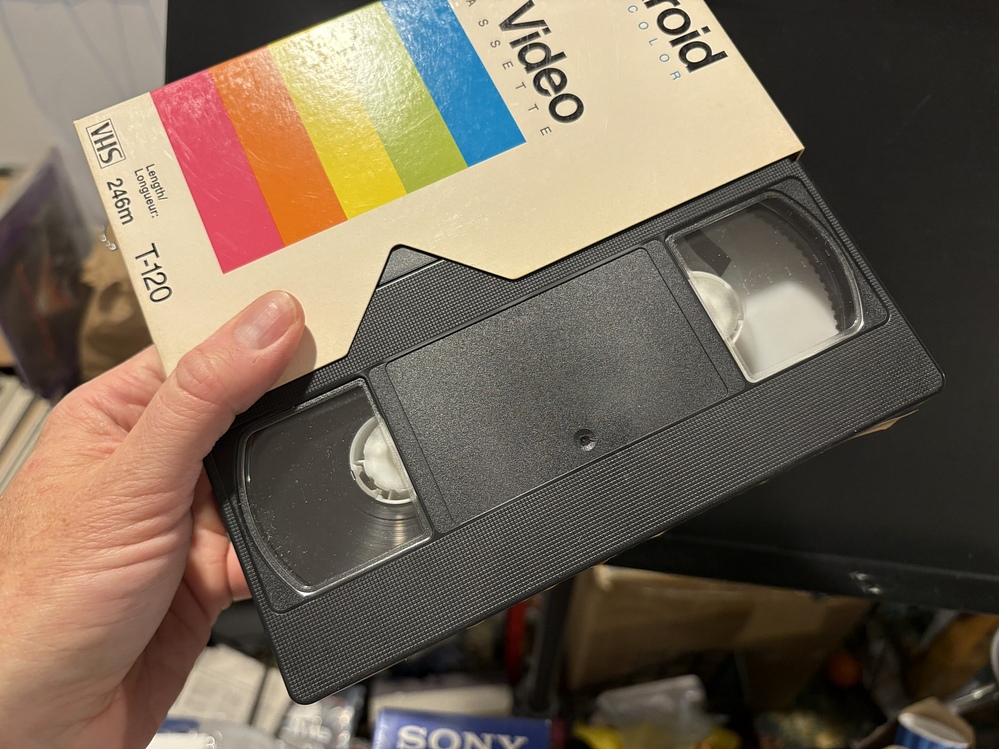 roid
COLOR
Video
ASSETTE
VHS
Length/
Longueur:
246m
T-120
SONY